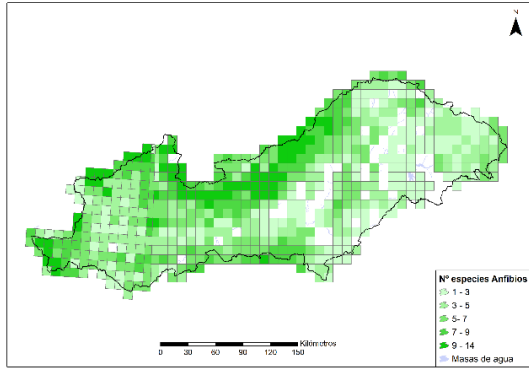 N
Nº especies Anfibios
1 - 3
3 - 5
5- 7
7 - 9
9 - 14
Masas de agua
Kilómetros
0 30 60 90 120 150